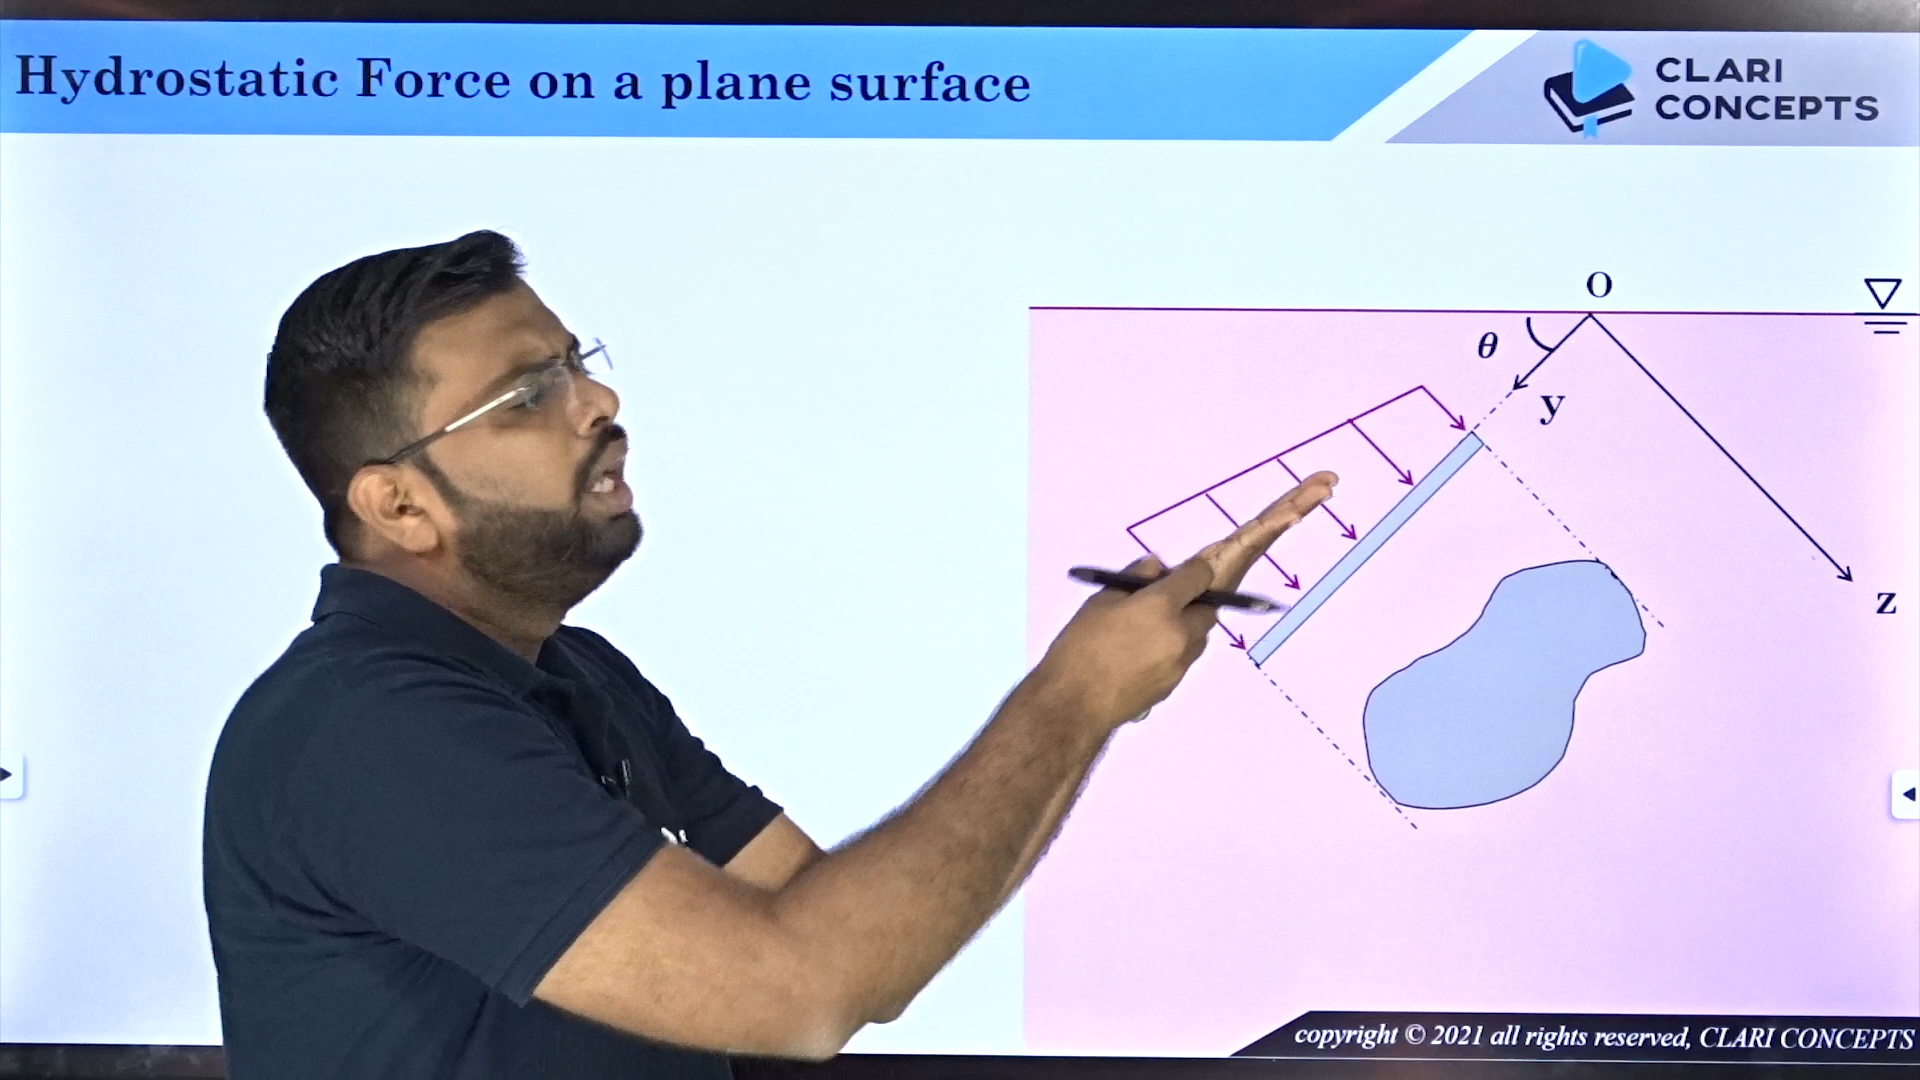 Hydrostatic Force on a plane surface
CLARI
CONCEPTS
O
θ
y
z
copyright © 2021 all rights reserved, CLARI CONCEPTS